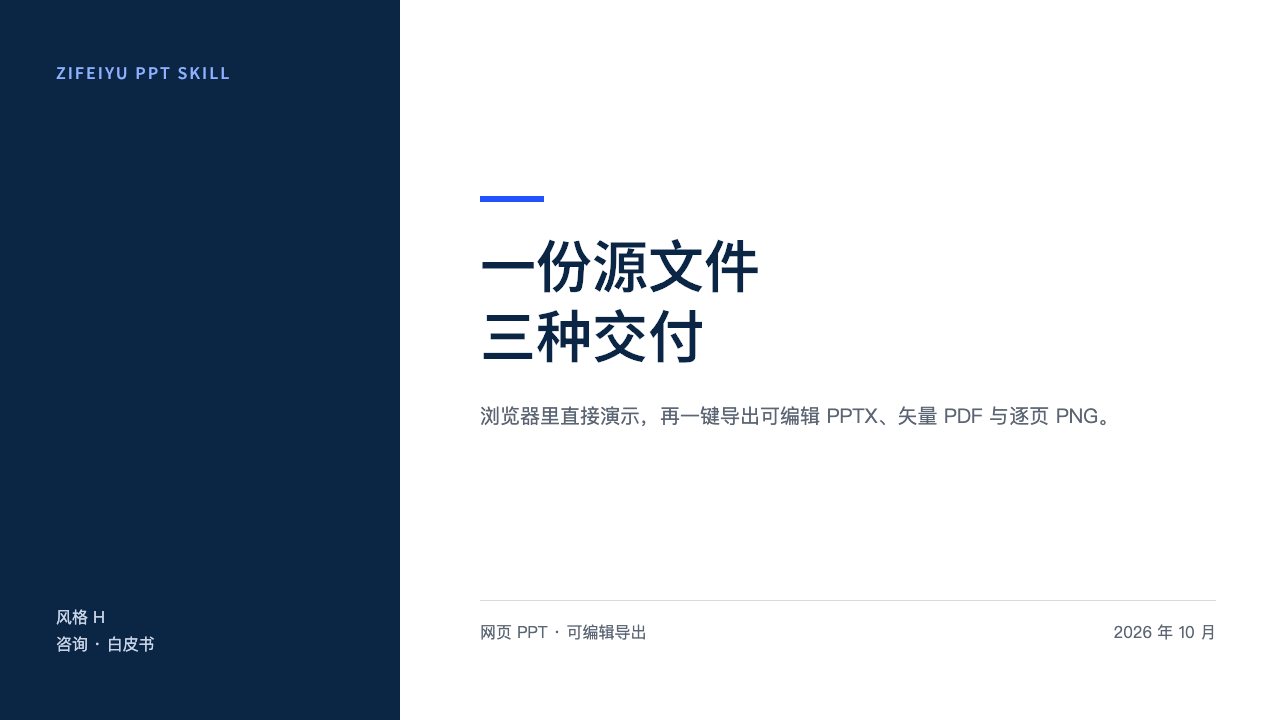 ZIFEIYU PPT SKILL
一份源文件
三种交付
浏览器里直接演示，再一键导出可编辑 PPTX、矢量 PDF 与逐页 PNG。
风格 H
咨询 · 白皮书
网页 PPT · 可编辑导出
2026 年 10 月